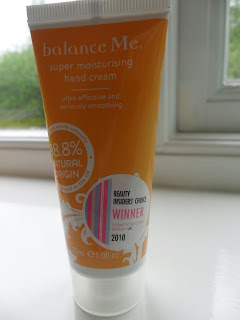 balance Me.
super moisturising
hand cream
ultra effective and
seriously smoothing
8.8%
NATURAL
ORIGIN
BEAUTY
INSIDERS' CHOICE
WINNER
2010